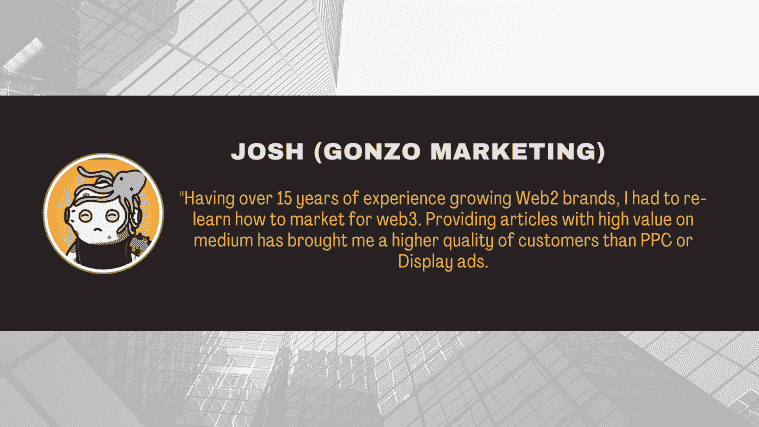 JOSH (GONZO MARKETING)
"Having over 15 years of experience growing Web2 brands, I had to re-
learn how to market for web3. Providing articles with high value on
medium has brought me a higher quality of customers than PPC or
Display ads.